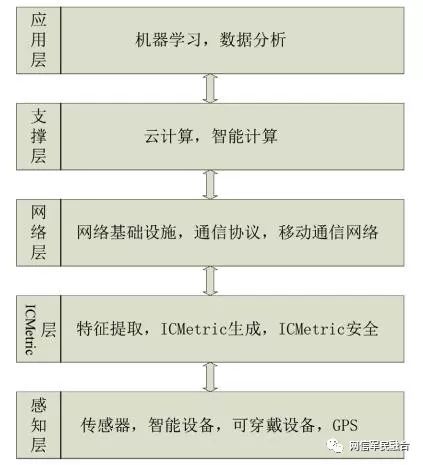 应用层
机器学习，数据分析
支撑层
云计算，智能计算
网络层
网络基础设施，通信协议，移动通信网络
ICMetric层
特征提取，ICMetric生成，ICMetric安全
感知层
传感器，智能设备，可穿戴设备，GPS
网信军民融合